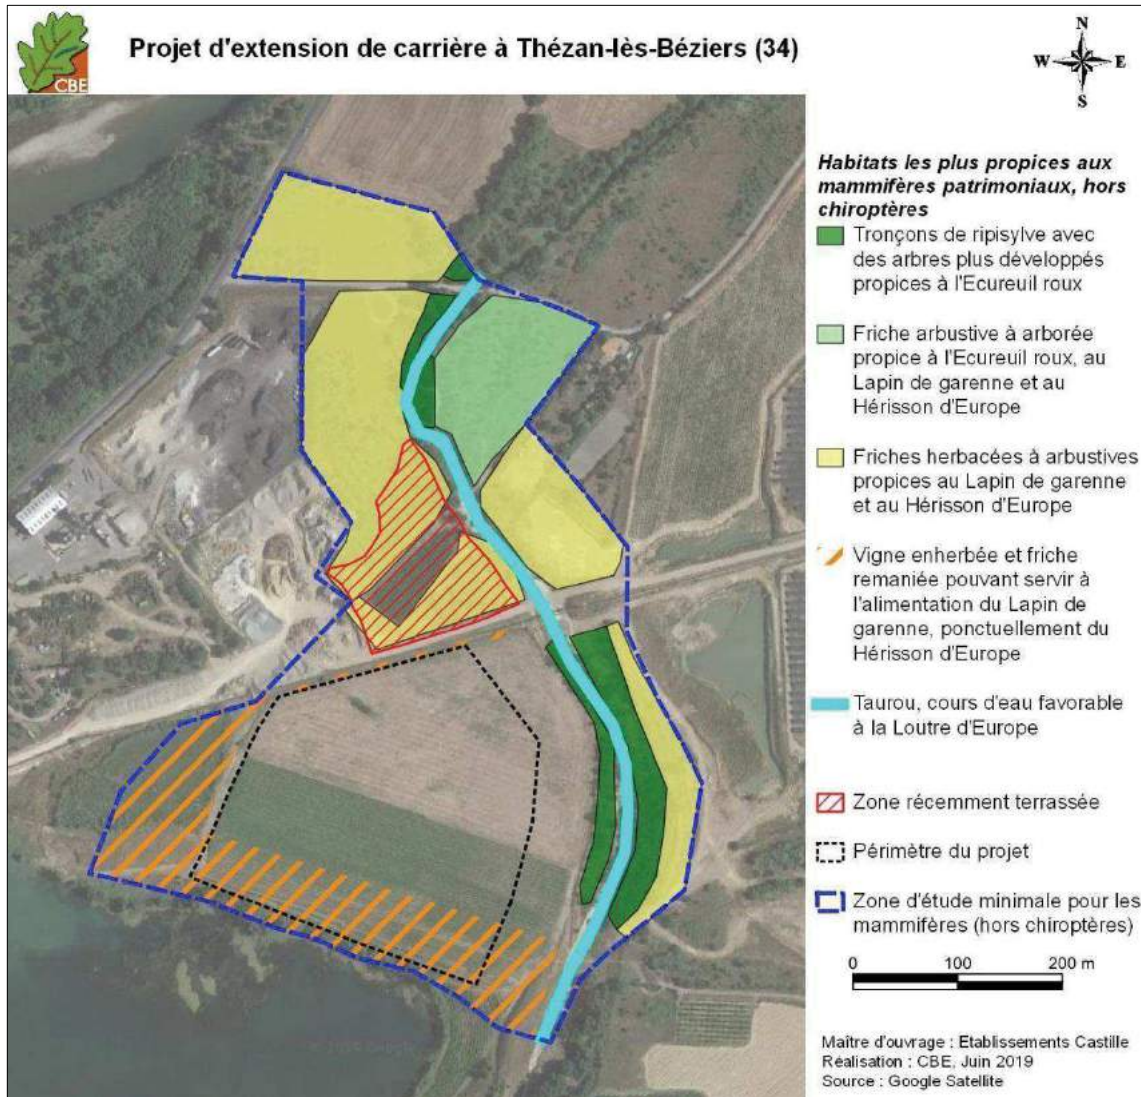 CBE
Projet d'extension de carrière à Thézan-lès-Béziers (34)
N
W
E
S
Habitats les plus propices aux
mammifères patrimoniaux, hors
chiroptères
Tronçons de ripisylve avec
des arbres plus développés
propices à l'Ecureuil roux
Friche arbustive à arborée
propice à l'Ecureuil roux, au
Lapin de garenne et au
Hérisson d'Europe
Friches herbacées à arbustives
propices au Lapin de garenne
et au Hérisson d'Europe
Vigne enherbée et friche
remaniée pouvant servir à
l'alimentation du Lapin de
garenne, ponctuellement du
Hérisson d'Europe
Taurou, cours d'eau favorable
à la Loutre d'Europe
Zone récemment terrassée
Périmètre du projet
Zone d'étude minimale pour les
mammifères (hors chiroptères)
0 100 200 m
Maître d'ouvrage : Etablissements Castille
Réalisation : CBE, Juin 2019
Source : Google Satellite